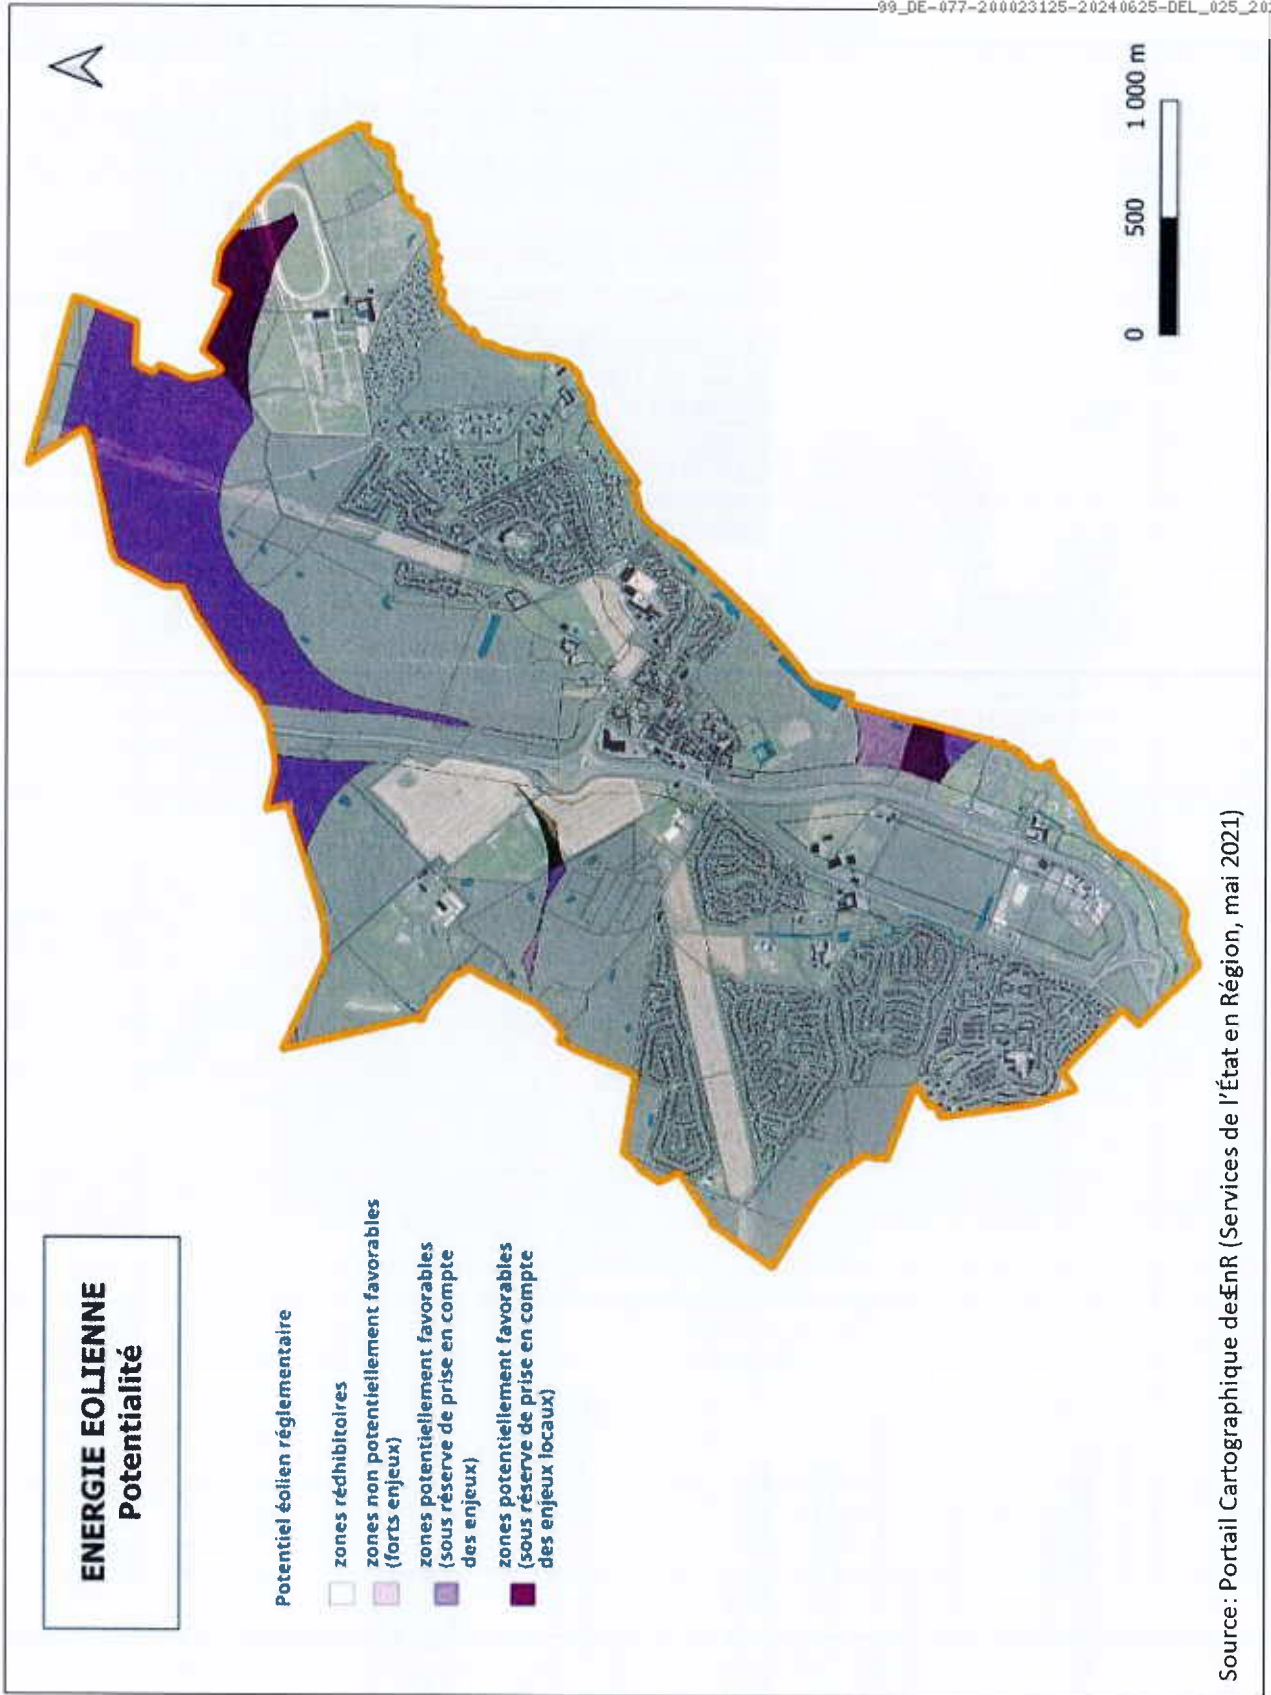 99_DE-077-200023125-20240625-DEL_025_20
ENERGIE EOLIENNE
Potentialité
Potentiel éolien réglementaire
zones rédhibitoires
zones non potentiellement favorables
(forts enjeux)
zones potentiellement favorables
(sous réserve de prise en compte
des enjeux)
zones potentiellement favorables
(sous réserve de prise en compte
des enjeux locaux)
0 500 1 000 m
Source: Portail Cartographique des EnR (Services de l'État en Région, mai 2021)